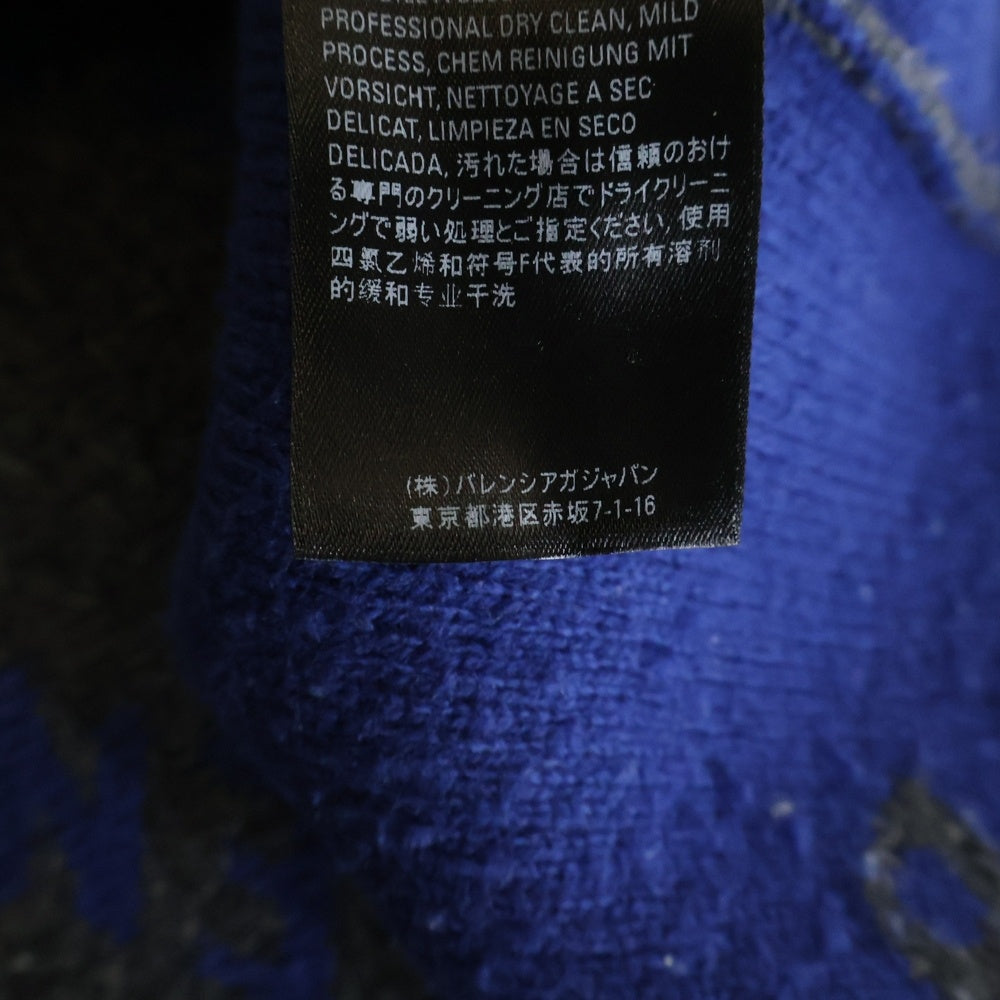 PROFESSIONAL DRY CLEAN, MILD
PROCESS, CHEM REINIGUNG MIT
VORSICHT, NETTOYAGE A SEC
DELICAT, LIMPIEZA EN SECO
DELICADA, 汚れた場合は信頼のおけ
る専門のクリーニング店でドライクリーニ
ングで弱い処理とご指定ください, 使用
四氯乙烯和符号F代表的所有溶剂
的缓和专业干洗
(株)バレンシアガジャパン
東京都港区赤坂7-1-16